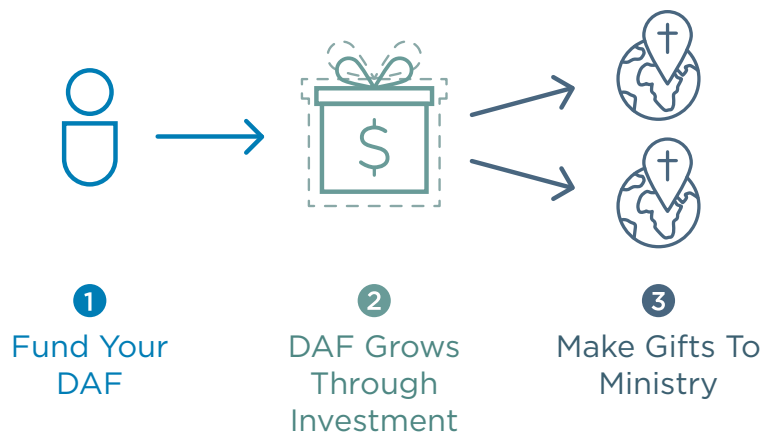 $
1
Fund Your
DAF
2
DAF Grows
Through
Investment
3
Make Gifts To
Ministry